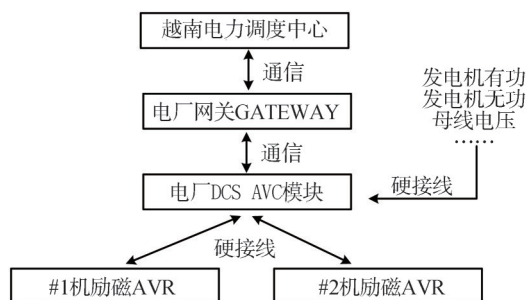 越南电力调度中心
通信
发电机有功
发电机无功
母线电压
……
电厂网关GATEWAY
通信
硬接线
电厂DCS AVC模块
硬接线
#1机励磁AVR
#2机励磁AVR